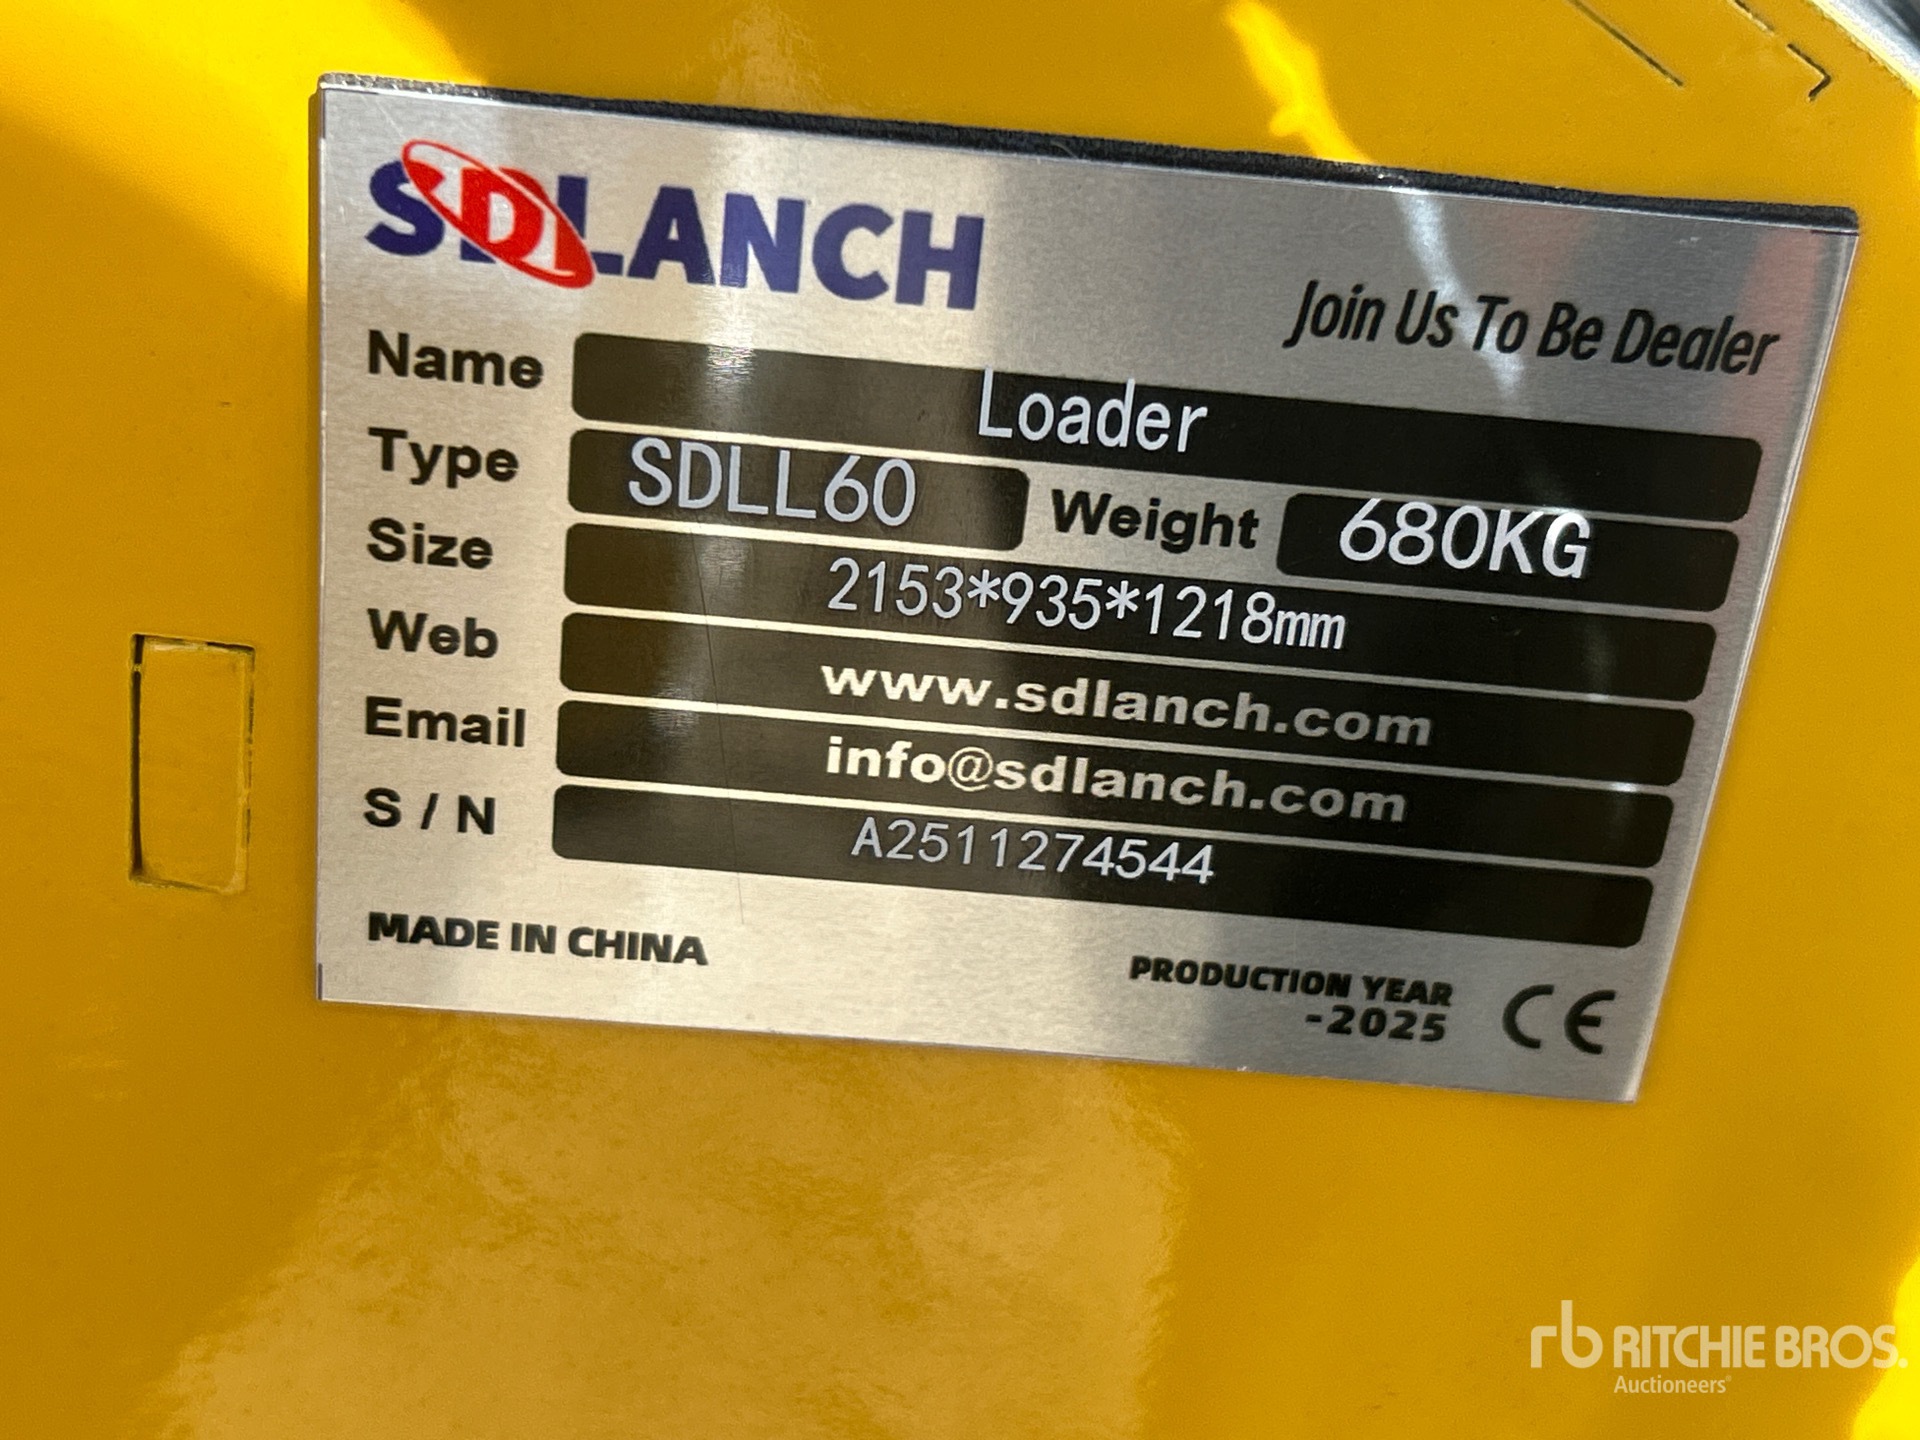 SDLANCH
Join Us To Be Dealer
Name Loader
Type SDLL60 Weight 680KG
Size 2153*935*1218mm
Web www.sdlanch.com
Email info@sdlanch.com
S / N A2511274544
MADE IN CHINA
PRODUCTION YEAR
-2025
CE
rb RITCHIE BROS.
Auctioneers